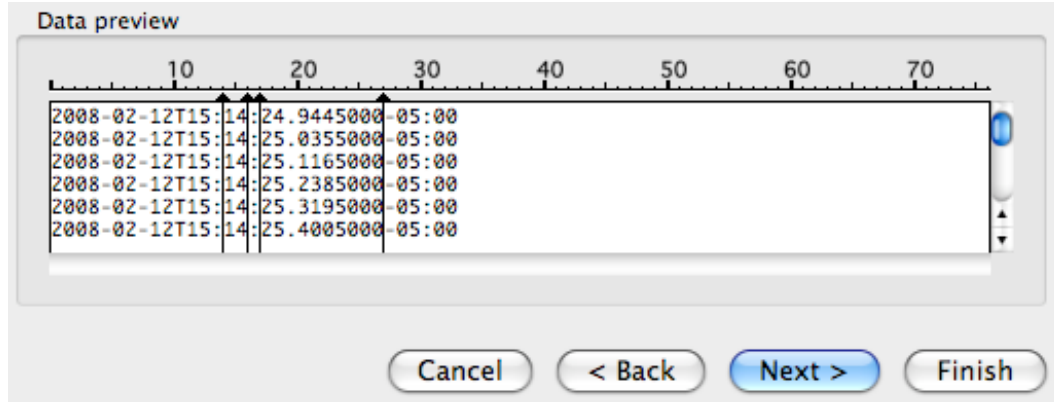 Data preview
10 20 30 40 50 60 70
2008-02-12T15:14:24.9445000-05:00
2008-02-12T15:14:25.0355000-05:00
2008-02-12T15:14:25.1165000-05:00
2008-02-12T15:14:25.2385000-05:00
2008-02-12T15:14:25.3195000-05:00
2008-02-12T15:14:25.4005000-05:00
Cancel < Back Next > Finish